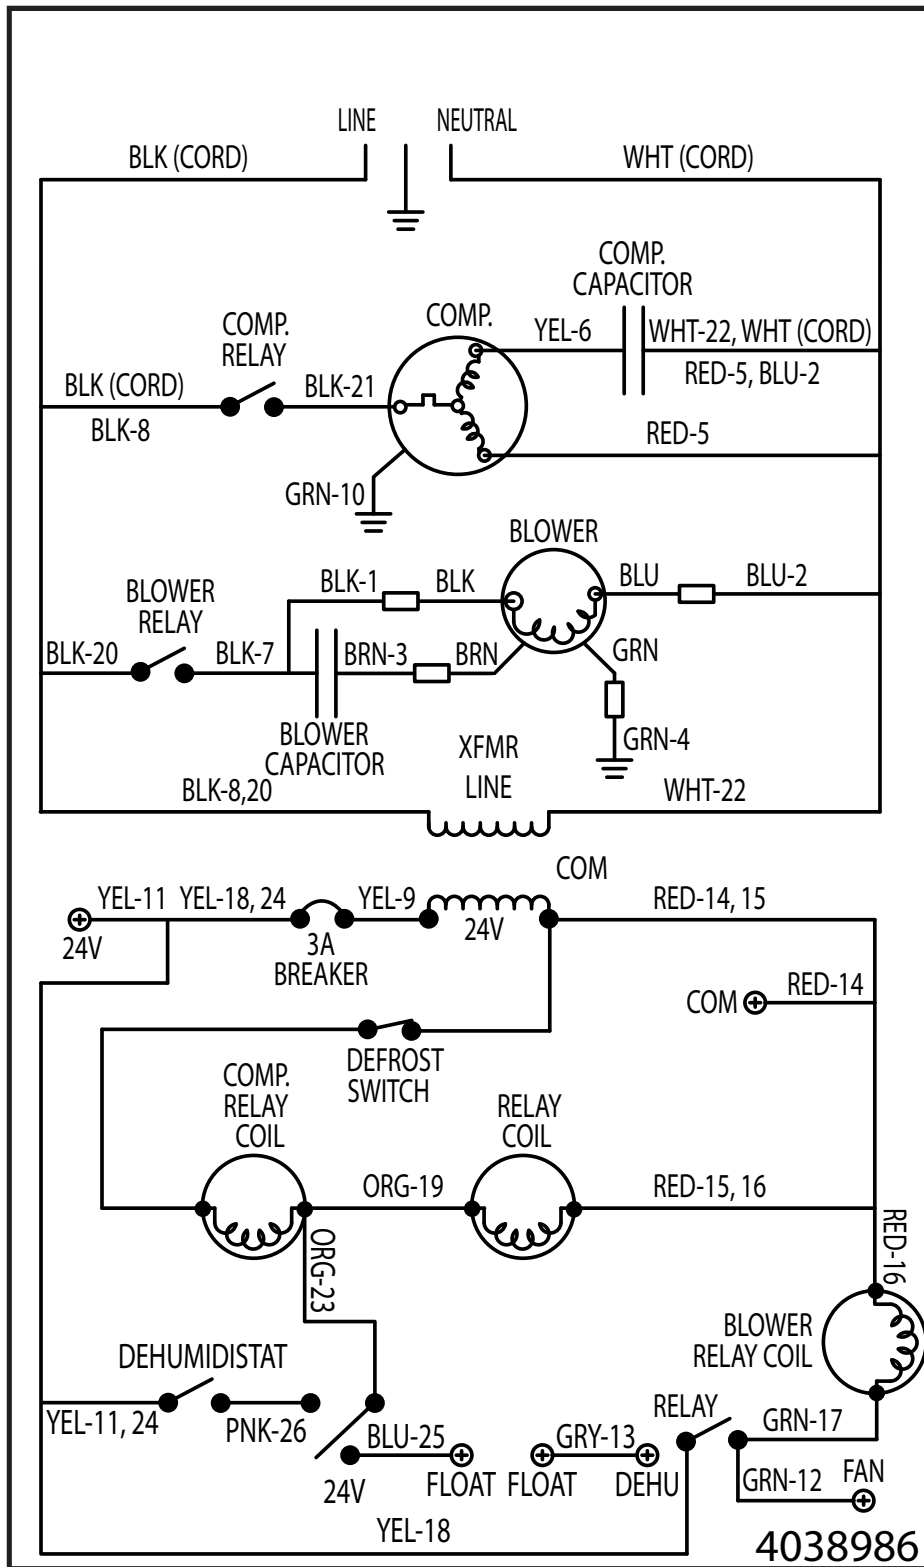 LINE
NEUTRAL
BLK (CORD)
WHT (CORD)
COMP.
CAPACITOR
COMP.
RELAY
COMP.
YEL-6
WHT-22, WHT (CORD)
RED-5, BLU-2
BLK (CORD)
BLK-8
BLK-21
RED-5
GRN-10
BLOWER
BLOWER
RELAY
BLK-1
BLK
BLU
BLU-2
BLK-20
BLK-7
BRN-3
BRN
GRN
GRN-4
BLOWER
CAPACITOR
XFMR
LINE
BLK-8,20
WHT-22
COM
YEL-11
YEL-18, 24
YEL-9
RED-14, 15
24V
3A
BREAKER
24V
COM
RED-14
DEFROST
SWITCH
COMP.
RELAY
COIL
RELAY
COIL
ORG-19
RED-15, 16
ORG-23
RED-16
BLOWER
RELAY COIL
DEHUMIDISTAT
YEL-11, 24
PNK-26
24V
BLU-25
FLOAT
FLOAT
GRY-13
DEHU
RELAY
GRN-17
GRN-12
FAN
YEL-18
4038986